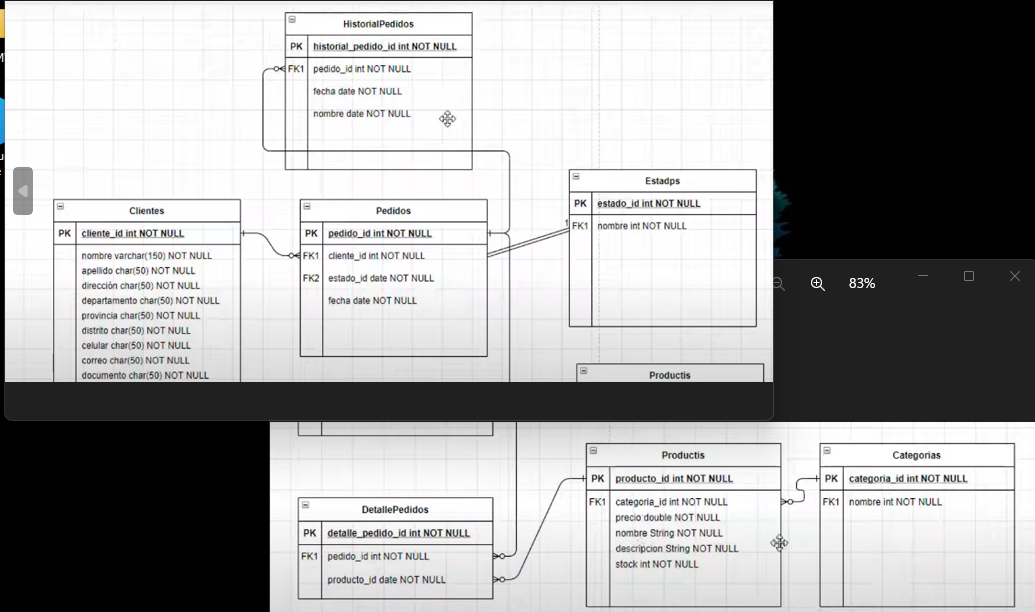 HistorialPedidos
PK historial_pedido_id int NOT NULL
FK1 pedido_id int NOT NULL
fecha date NOT NULL
nombre date NOT NULL
Clientes
PK cliente_id int NOT NULL
nombre varchar(150) NOT NULL
apellido char(50) NOT NULL
dirección char(50) NOT NULL
departamento char(50) NOT NULL
provincia char(50) NOT NULL
distrito char(50) NOT NULL
celular char(50) NOT NULL
correo char(50) NOT NULL
documento char(50) NOT NULL
Pedidos
PK pedido_id int NOT NULL
FK1 cliente_id int NOT NULL
FK2 estado_id date NOT NULL
fecha date NOT NULL
1
Estadps
PK estado_id int NOT NULL
FK1 nombre int NOT NULL
Productis
83%
DetallePedidos
PK detalle_pedido_id int NOT NULL
FK1 pedido_id int NOT NULL
producto_id date NOT NULL
Productis
PK producto_id int NOT NULL
FK1 categoria_id int NOT NULL
precio double NOT NULL
nombre String NOT NULL
descripcion String NOT NULL
stock int NOT NULL
Categorias
PK categoria_id int NOT NULL
FK1 nombre int NOT NULL